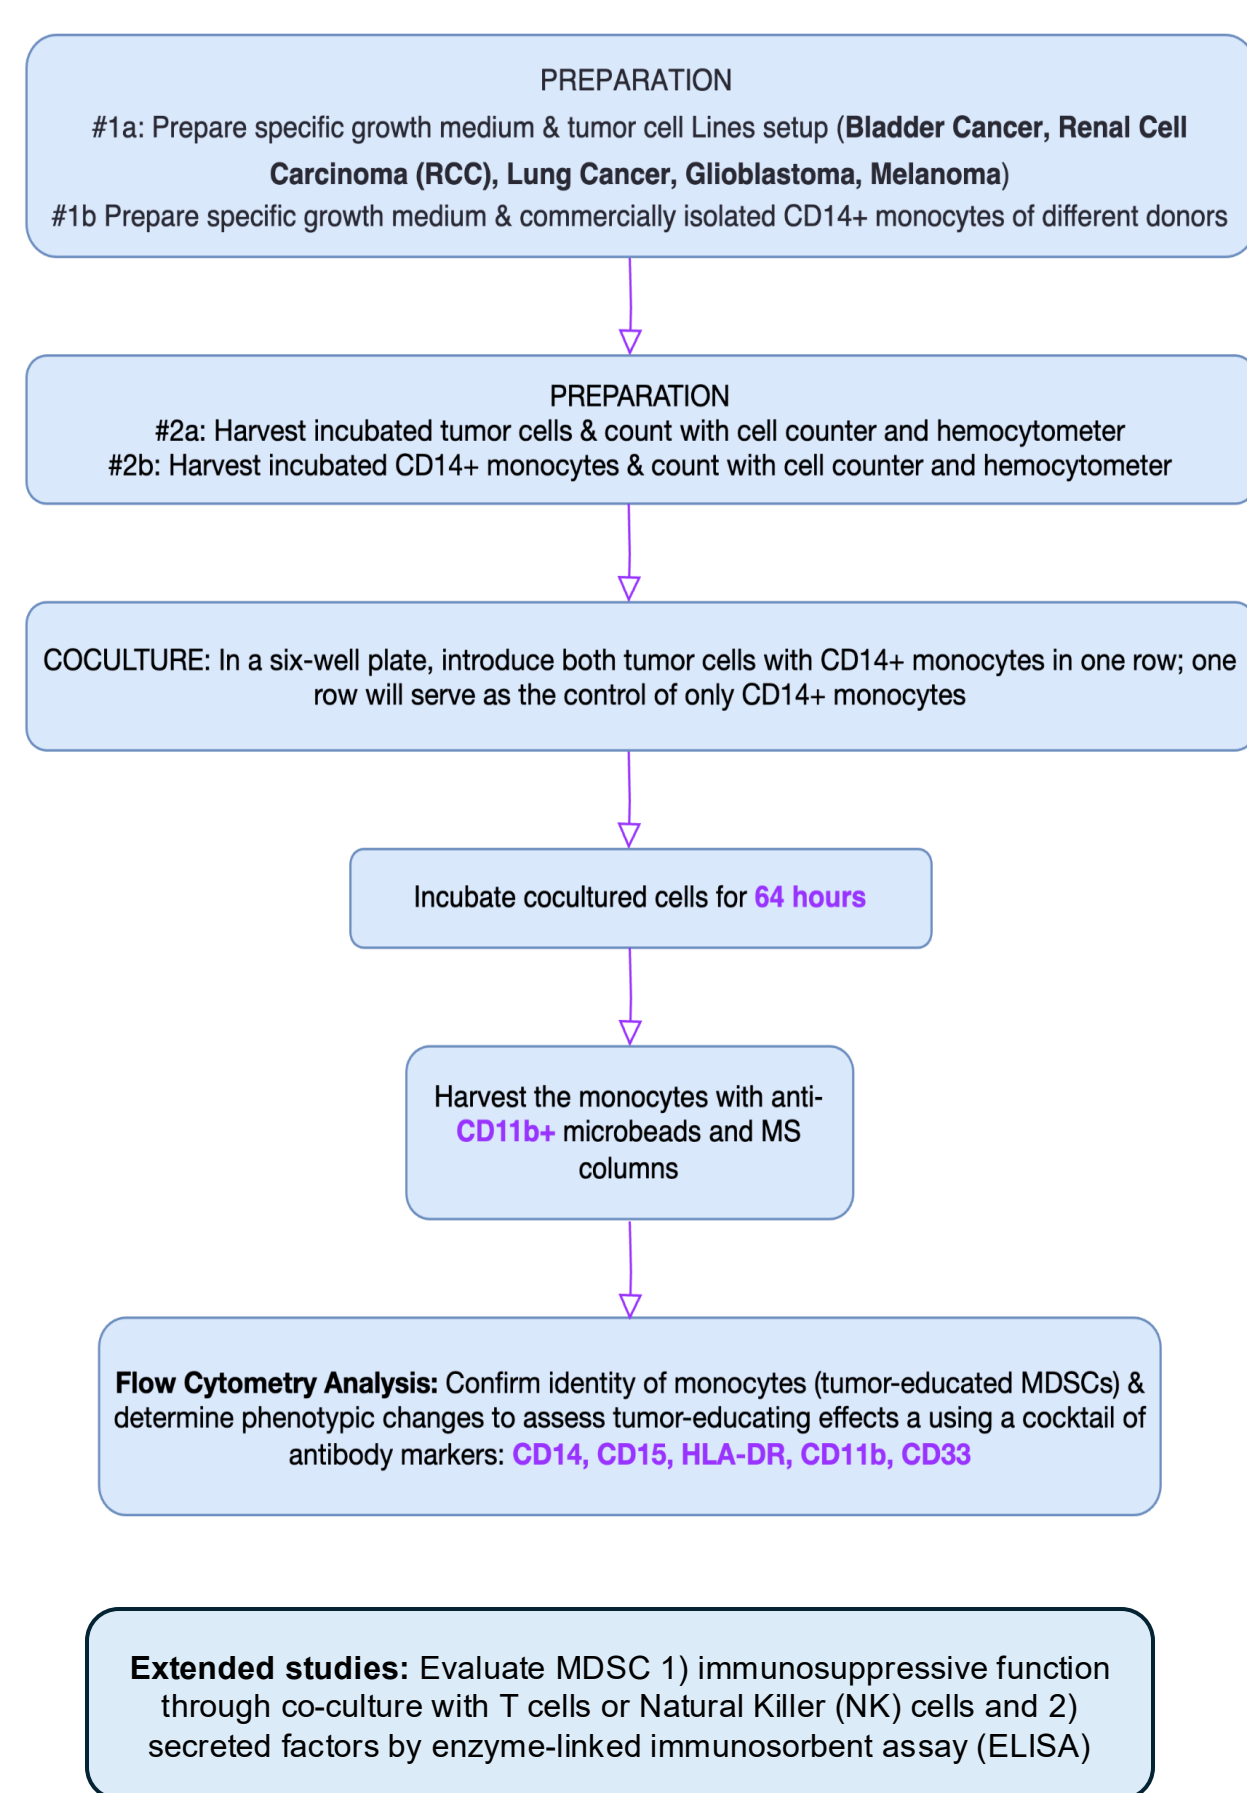 PREPARATION
#1a: Prepare specific growth medium & tumor cell Lines setup (Bladder Cancer, Renal Cell
Carcinoma (RCC), Lung Cancer, Glioblastoma, Melanoma)
#1b Prepare specific growth medium & commercially isolated CD14+ monocytes of different donors
PREPARATION
#2a: Harvest incubated tumor cells & count with cell counter and hemocytometer
#2b: Harvest incubated CD14+ monocytes & count with cell counter and hemocytometer
COCULTURE: In a six-well plate, introduce both tumor cells with CD14+ monocytes in one row; one
row will serve as the control of only CD14+ monocytes
Incubate cocultured cells for 64 hours
Harvest the monocytes with anti-
CD11b+ microbeads and MS
columns
Flow Cytometry Analysis: Confirm identity of monocytes (tumor-educated MDSCs) &
determine phenotypic changes to assess tumor-educating effects a using a cocktail of
antibody markers: CD14, CD15, HLA-DR, CD11b, CD33
Extended studies: Evaluate MDSC 1) immunosuppressive function
through co-culture with T cells or Natural Killer (NK) cells and 2)
secreted factors by enzyme-linked immunosorbent assay (ELISA)